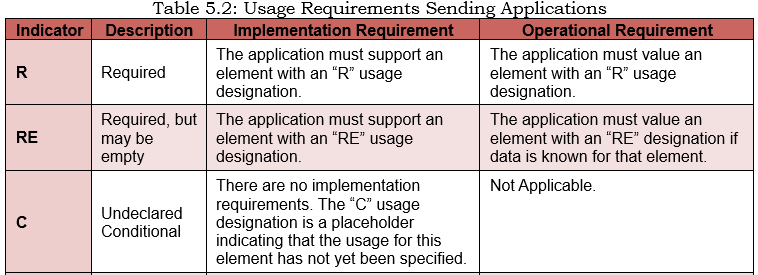 Table 5.2: Usage Requirements Sending Applications
Indicator Description Implementation Requirement Operational Requirement
R
Required
The application must support an
element with an “R” usage
designation.
The application must value an
element with an “R” usage
designation.
RE
Required, but
may be
empty
The application must support an
element with an “RE” usage
designation.
The application must value an
element with an “RE” designation if
data is known for that element.
C
Undeclared
Conditional
There are no implementation
requirements. The “C” usage
designation is a placeholder
indicating that the usage for this
element has not yet been specified.
Not Applicable.